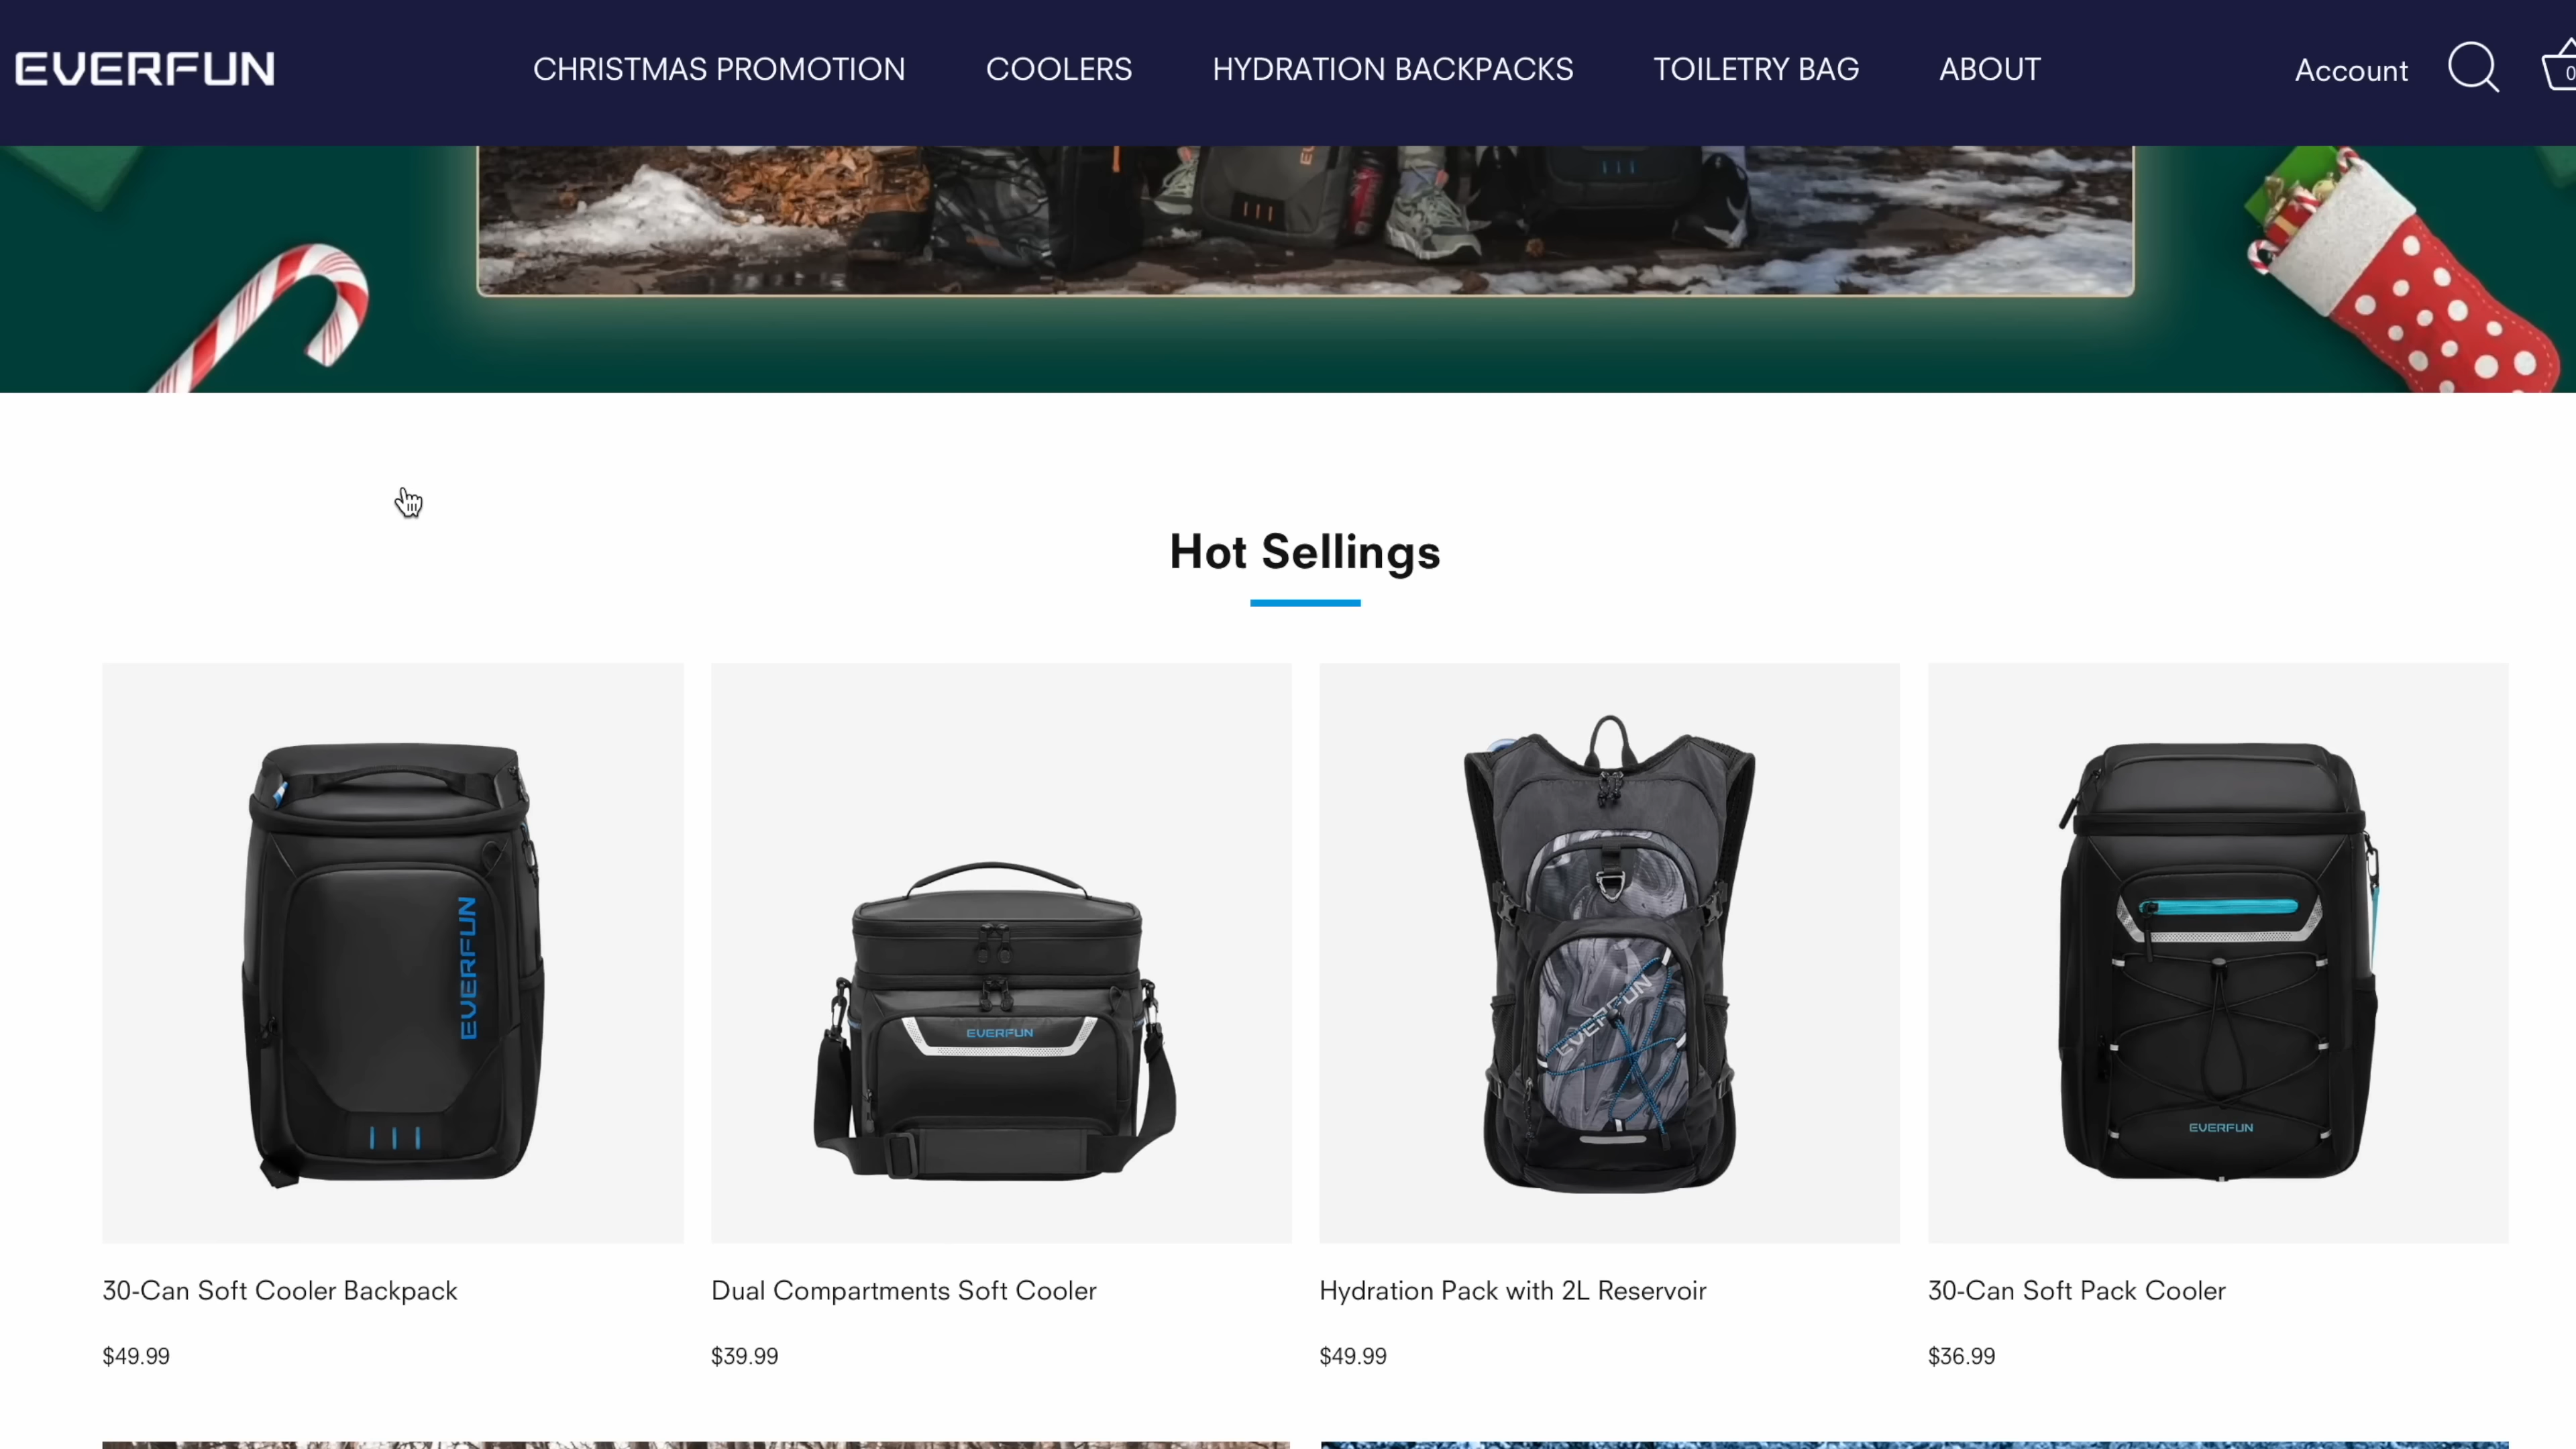 EVERFUN
CHRISTMAS PROMOTION
COOLERS
HYDRATION BACKPACKS
TOILETRY BAG
ABOUT
Account
0
Hot Sellings
EVERFUN
EVERFUN
EVERFUN
EVERFUN
30-Can Soft Cooler Backpack
Dual Compartments Soft Cooler
Hydration Pack with 2L Reservoir
30-Can Soft Pack Cooler
$49.99
$39.99
$49.99
$36.99